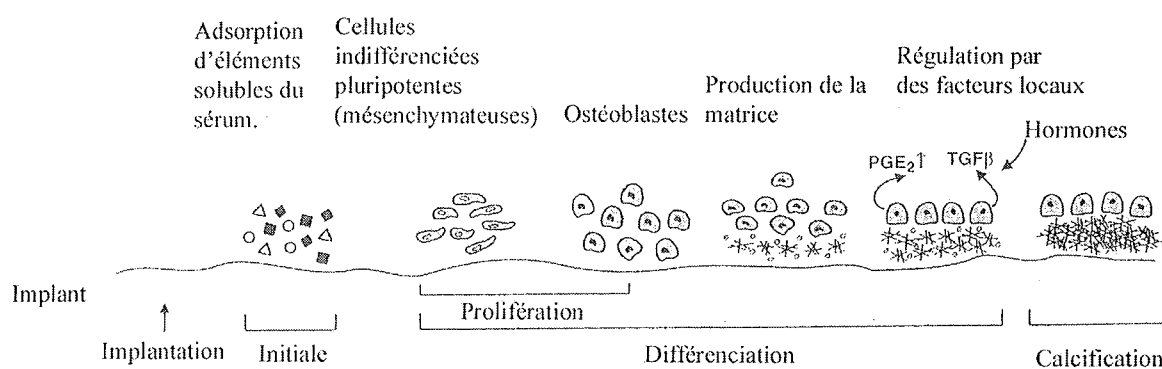 Adsorption
d'éléments
solubles du
sérum.
Cellules
indifférenciées
pluripotentes
(mésenchymateuses)
Ostéoblastes
Production de la
matrice
Régulation par
des facteurs locaux
Hormones
PGE₂↑
TGFβ
Implant
Implantation
Initiale
Prolifération
Différenciation
Calcification